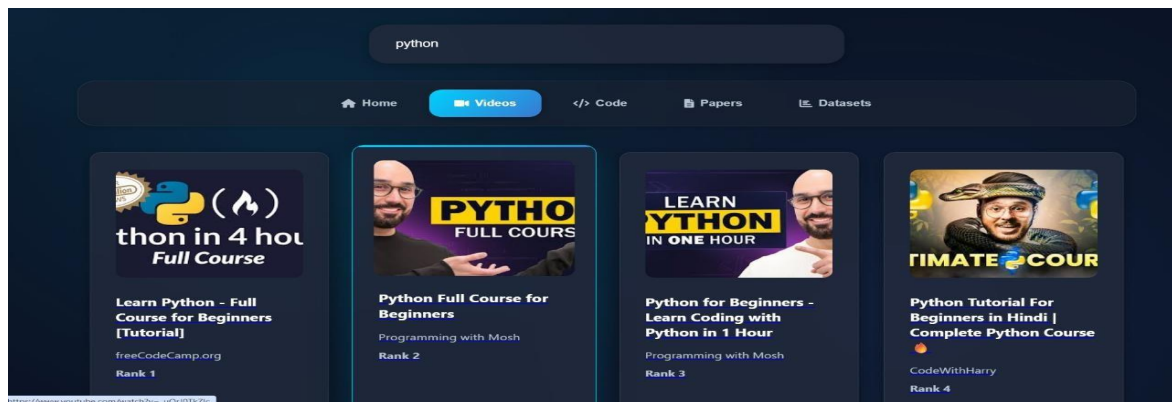 python
Home
Videos
</> Code
Papers
Datasets
(🔥)
thon in 4 hou
Full Course
PYTHO
FULL COURS
LEARN
YTHON
IN ONE HOUR
TIMATE COUR
Learn Python - Full
Course for Beginners
[Tutorial]
freeCodeCamp.org
Rank 1
Python Full Course for
Beginners
Programming with Mosh
Rank 2
Python for Beginners -
Learn Coding with
Python in 1 Hour
Programming with Mosh
Rank 3
Python Tutorial For
Beginners in Hindi |
Complete Python Course
🔥
CodeWithHarry
Rank 4